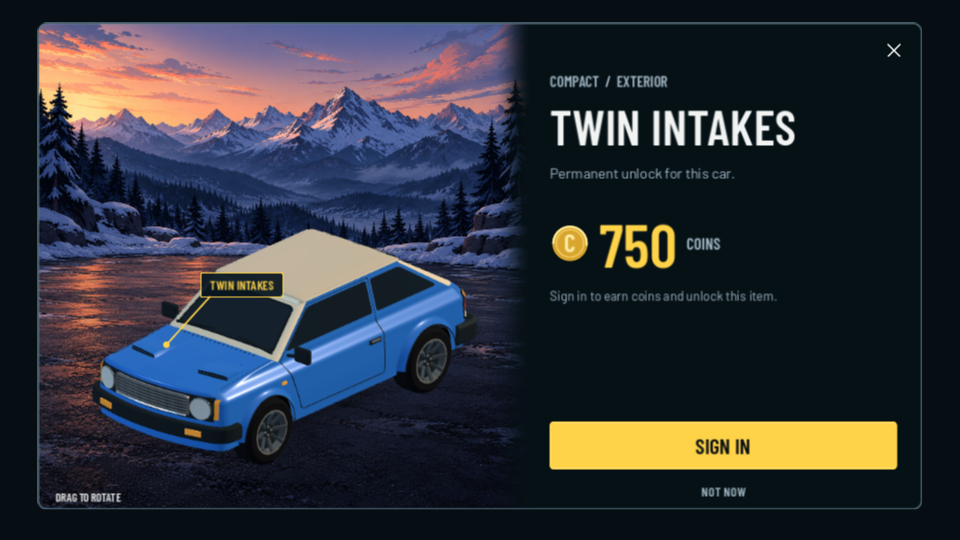 COMPACT / EXTERIOR
TWIN INTAKES
Permanent unlock for this car.
C 750 COINS
Sign in to earn coins and unlock this item.
TWIN INTAKES
SIGN IN
NOT NOW
DRAG TO ROTATE